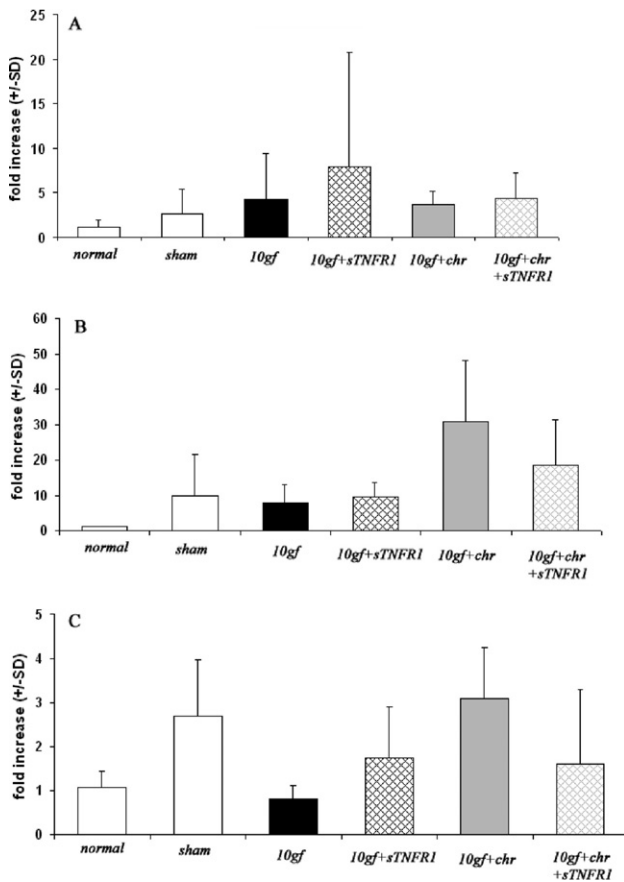 A
fold increase (+/-SD)
25
20
15
10
5
0
normal sham 10gf 10gf+sTNFR1 10gf+chr 10gf+chr
+sTNFR1
B
fold increase (+/-SD)
60
50
40
30
20
10
0
normal sham 10gf 10gf+sTNFR1 10gf+chr 10gf+chr
+sTNFR1
C
fold increase (+/-SD)
5
4
3
2
1
0
normal sham 10gf 10gf+sTNFR1 10gf+chr 10gf+chr
+sTNFR1